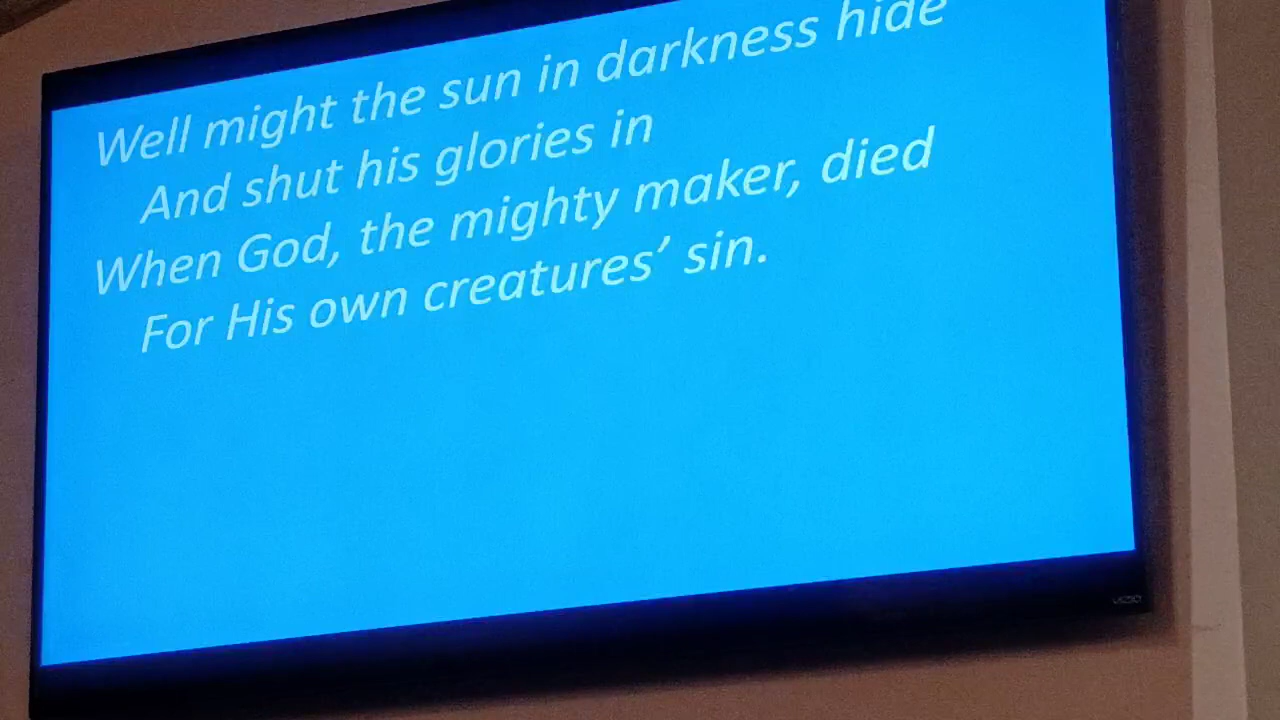 Well might the sun in darkness hide
And shut his glories in
When God, the mighty maker, died
For His own creatures’ sin.
VIZIO